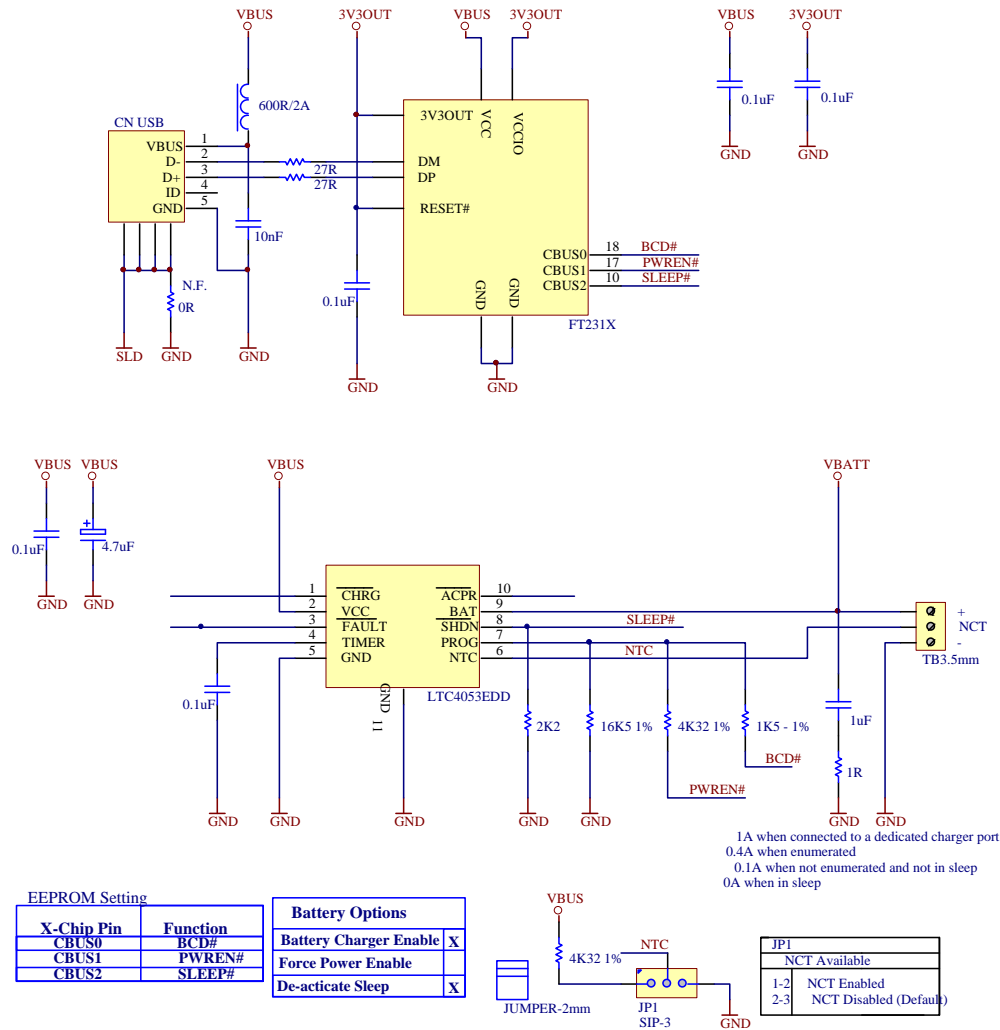 VBUS
3V3OUT
VBUS
3V3OUT
VBUS
3V3OUT
600R/2A
0.1uF
0.1uF
CN USB
VBUS 1
D- 2
D+ 3
ID 4
GND 5
27R
27R
10nF
N.F.
0R
0.1uF
3V3OUT
VCC
VCCIO
DM
DP
RESET#
CBUS0 18 BCD#
CBUS1 17 PWREN#
CBUS2 10 SLEEP#
GND
GND
FT231X
GND
GND
SLD
GND
GND
GND
GND
VBUS
VBUS
VBUS
VBATT
0.1uF
4.7uF
GND
GND
1 CHRG
2 VCC
3 FAULT
4 TIMER
5 GND
ACPR 10
BAT 9
SHDN 8
PROG 7
NTC 6
GND 11
LTC4053EDD
SLEEP#
NTC
+
NCT
-
TB3.5mm
0.1uF
2K2
16K5 1%
4K32 1%
1K5 - 1%
1uF
1R
BCD#
PWREN#
GND
GND
GND
GND
GND
GND
GND
1A when connected to a dedicated charger port
0.4A when enumerated
0.1A when not enumerated and not in sleep
0A when in sleep
EEPROM Setting
X-Chip Pin Function
CBUS0 BCD#
CBUS1 PWREN#
CBUS2 SLEEP#
Battery Options
Battery Charger Enable X
Force Power Enable
De-acticate Sleep X
VBUS
4K32 1%
NTC
JUMPER-2mm
JP1
SIP-3
GND
JP1
NCT Available
1-2 NCT Enabled
2-3 NCT Disabled (Default)